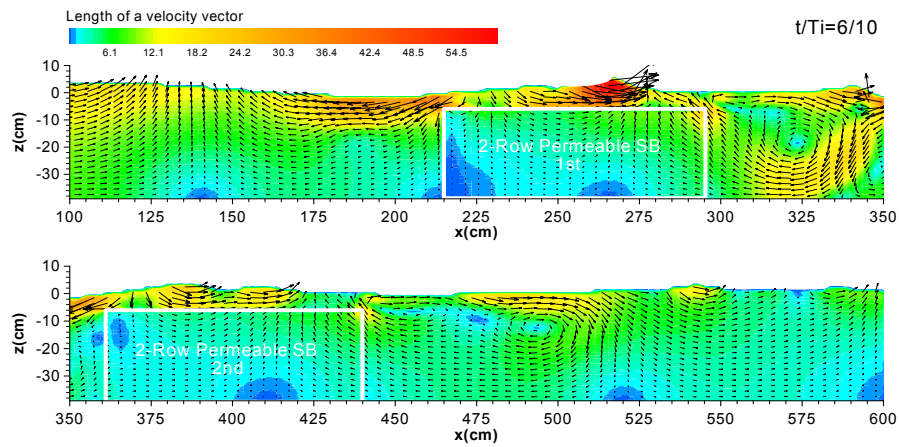 Length of a velocity vector
6.1 12.1 18.2 24.2 30.3 36.4 42.4 48.5 54.5
t/Ti=6/10
z(cm)
10
0
-10
-20
-30
2-Row Permeable SB
1st
100 125 150 175 200 225 250 275 300 325 350
x(cm)
z(cm)
10
0
-10
-20
-30
2-Row Permeable SB
2nd
350 375 400 425 450 475 500 525 550 575 600
x(cm)